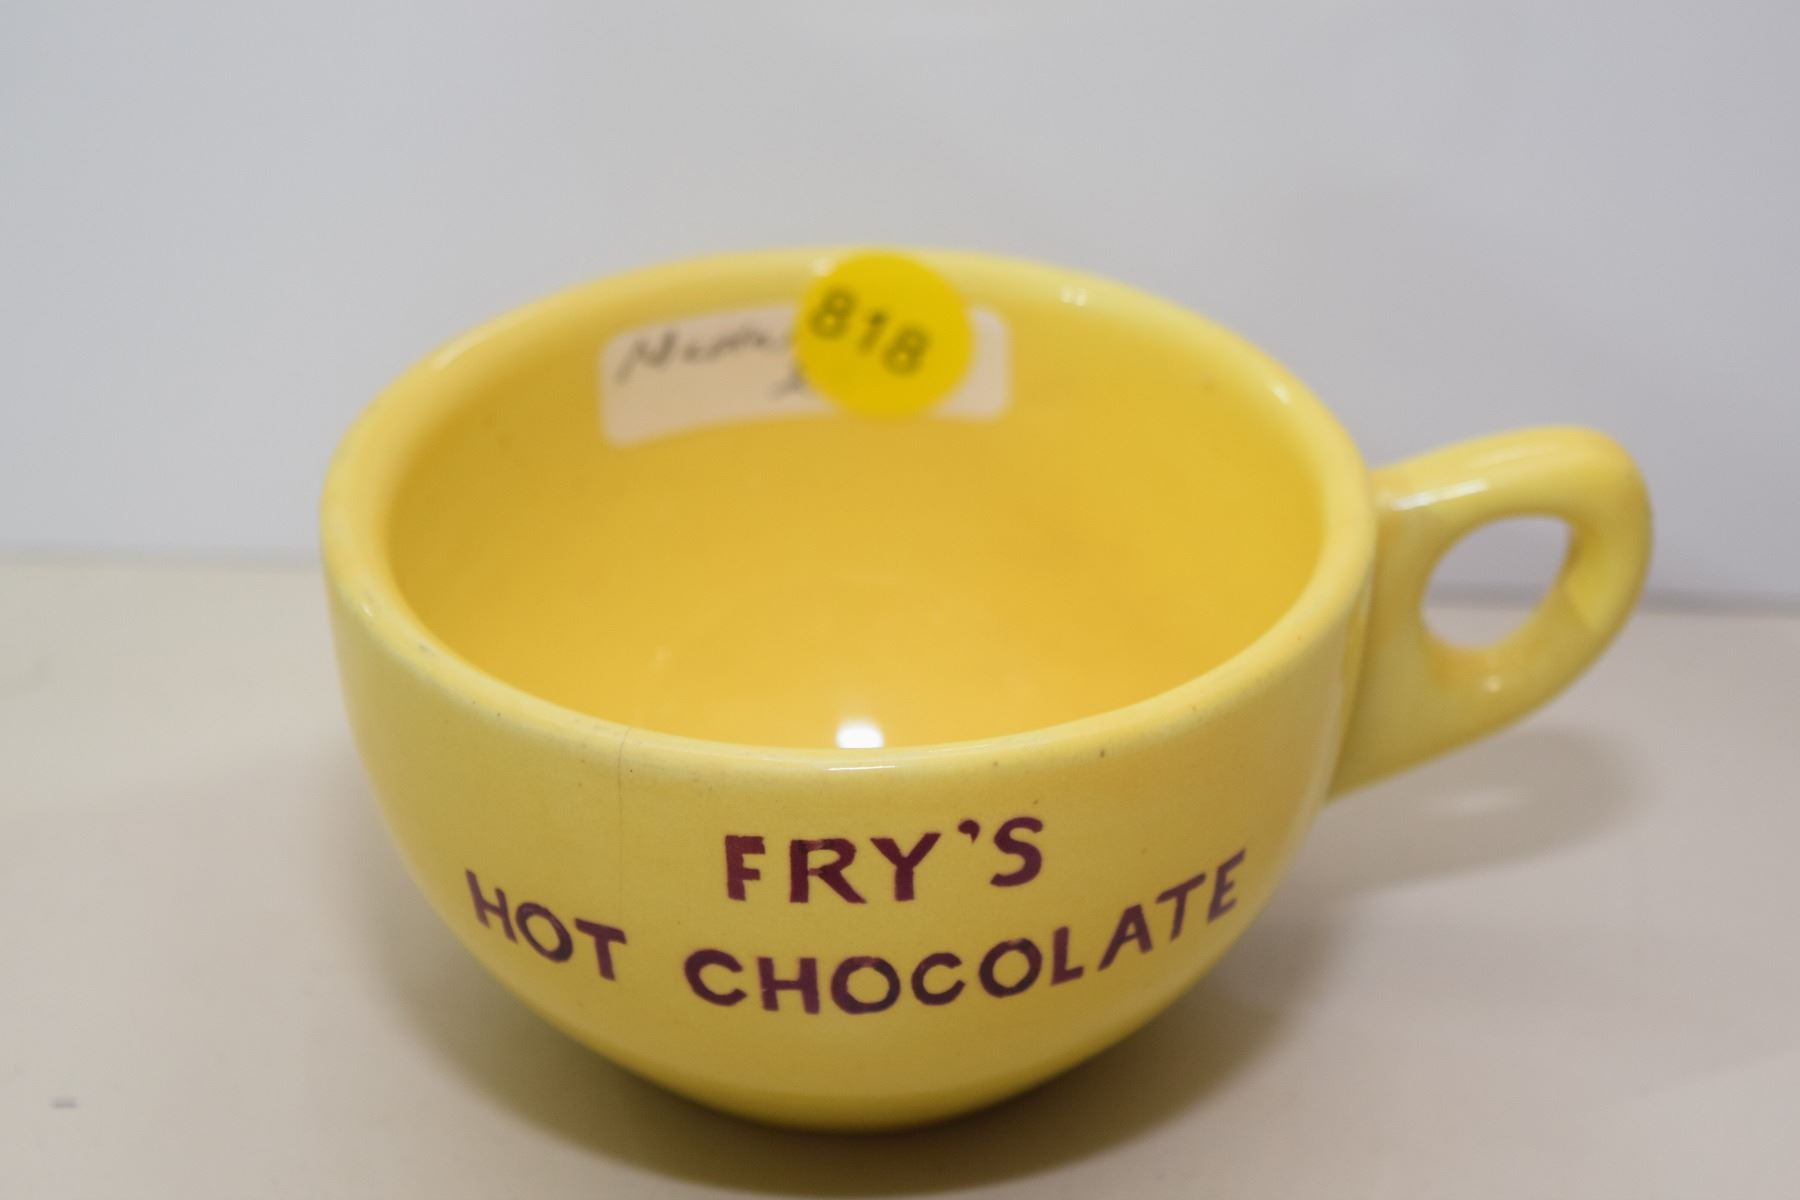 818
FRY'S
HOT CHOCOLATE